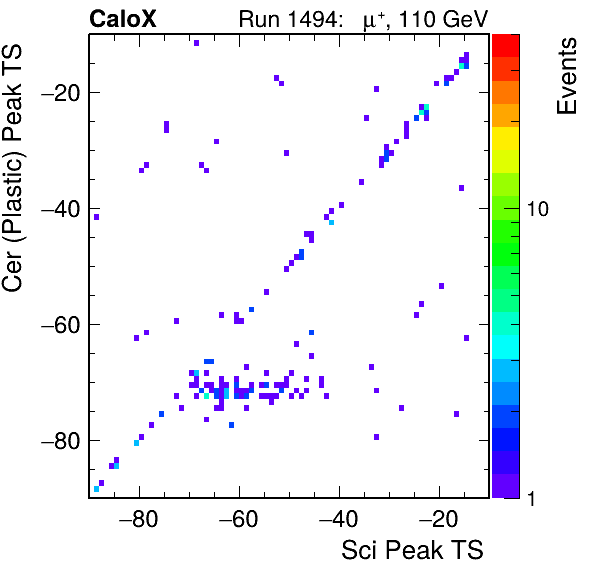 CaloX Run 1494: μ⁺, 110 GeV
Events
Cer (Plastic) Peak TS
−20
−40
−60
−80
10
1
−80 −60 −40 −20
Sci Peak TS